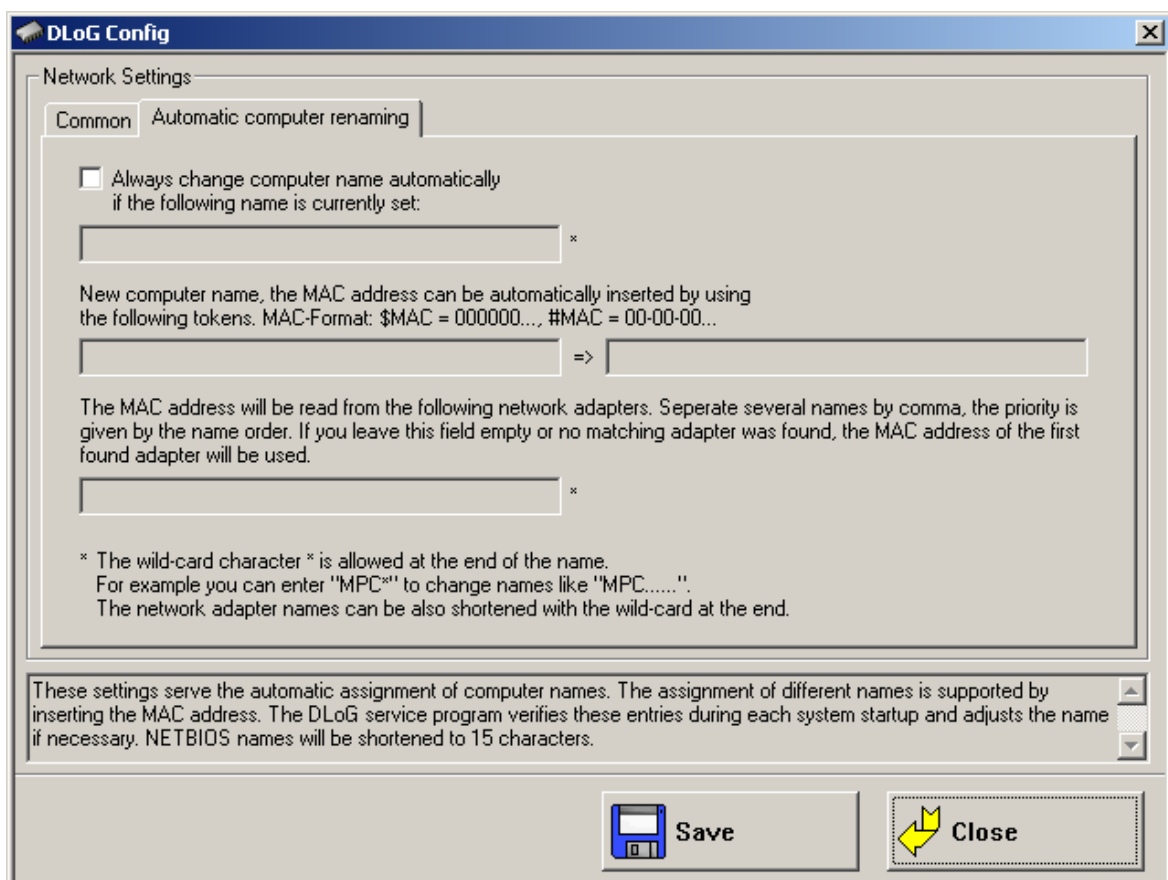 DLoG Config
Network Settings
Common
Automatic computer renaming
Always change computer name automatically
if the following name is currently set:
*
New computer name, the MAC address can be automatically inserted by using
the following tokens. MAC-Format: $MAC = 000000..., #MAC = 00-00-00...
=>
The MAC address will be read from the following network adapters. Seperate several names by comma, the priority is
given by the name order. If you leave this field empty or no matching adapter was found, the MAC address of the first
found adapter will be used.
*
* The wild-card character * is allowed at the end of the name.
For example you can enter "MPC*" to change names like "MPC......".
The network adapter names can be also shortened with the wild-card at the end.
These settings serve the automatic assignment of computer names. The assignment of different names is supported by
inserting the MAC address. The DLoG service program verifies these entries during each system startup and adjusts the name
if necessary. NETBIOS names will be shortened to 15 characters.
Save
Close